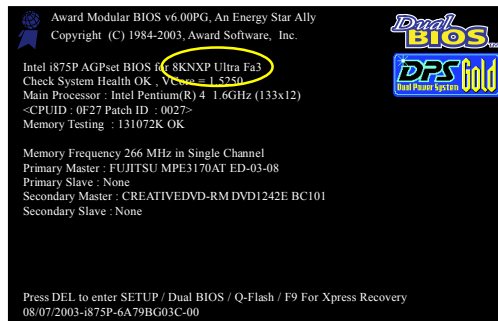 Award Modular BIOS v6.00PG, An Energy Star Ally
Copyright (C) 1984-2003, Award Software, Inc.
Dual
BIOS
Intel i875P AGPset BIOS for 8KNXP Ultra Fa3
Check System Health OK , VCore = 1.5250
DPS Gold
Dual Power System
Main Processor : Intel Pentium(R) 4 1.6GHz (133x12)
<CPUID : 0F27 Patch ID : 0027>
Memory Testing : 131072K OK
Memory Frequency 266 MHz in Single Channel
Primary Master : FUJITSU MPE3170AT ED-03-08
Primary Slave : None
Secondary Master : CREATIVEDVD-RM DVD1242E BC101
Secondary Slave : None
Press DEL to enter SETUP / Dual BIOS / Q-Flash / F9 For Xpress Recovery
08/07/2003-i875P-6A79BG03C-00